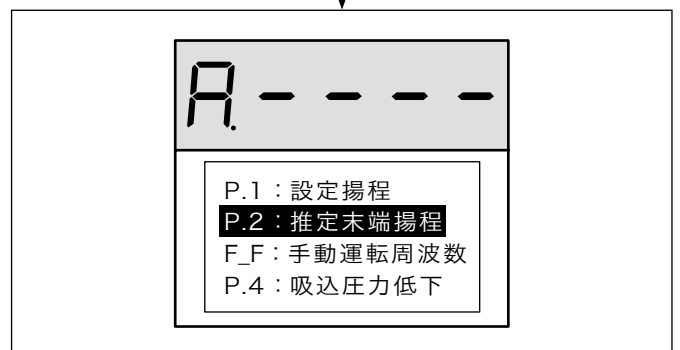 A.----
P.1：設定揚程
P.2：推定末端揚程
F_F：手動運転周波数
P.4：吸込圧力低下